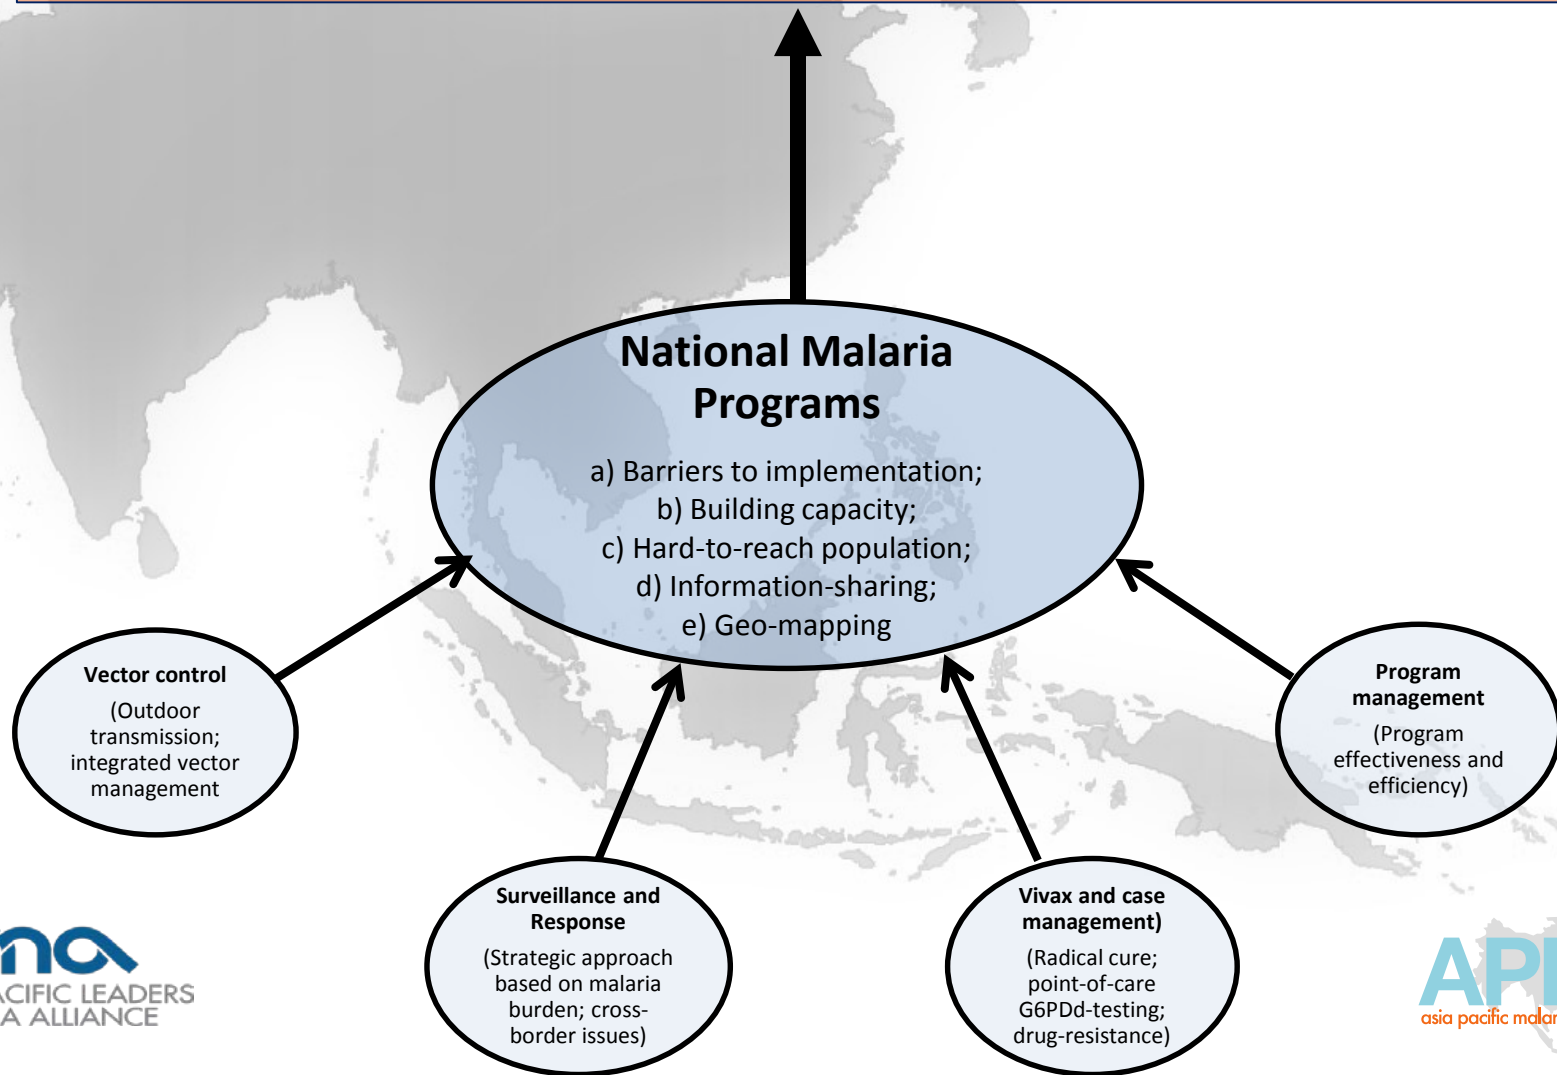 National Malaria
Programs
a) Barriers to implementation;
b) Building capacity;
c) Hard-to-reach population;
d) Information-sharing;
e) Geo-mapping
Vector control
(Outdoor
transmission;
integrated vector
management
Program
management
(Program
effectiveness and
efficiency)
Surveillance and
Response
(Strategic approach
based on malaria
burden; cross-
border issues)
Vivax and case
management)
(Radical cure;
point-of-care
G6PDd-testing;
drug-resistance)
LEADERS
ALLIANCE
asia pacific